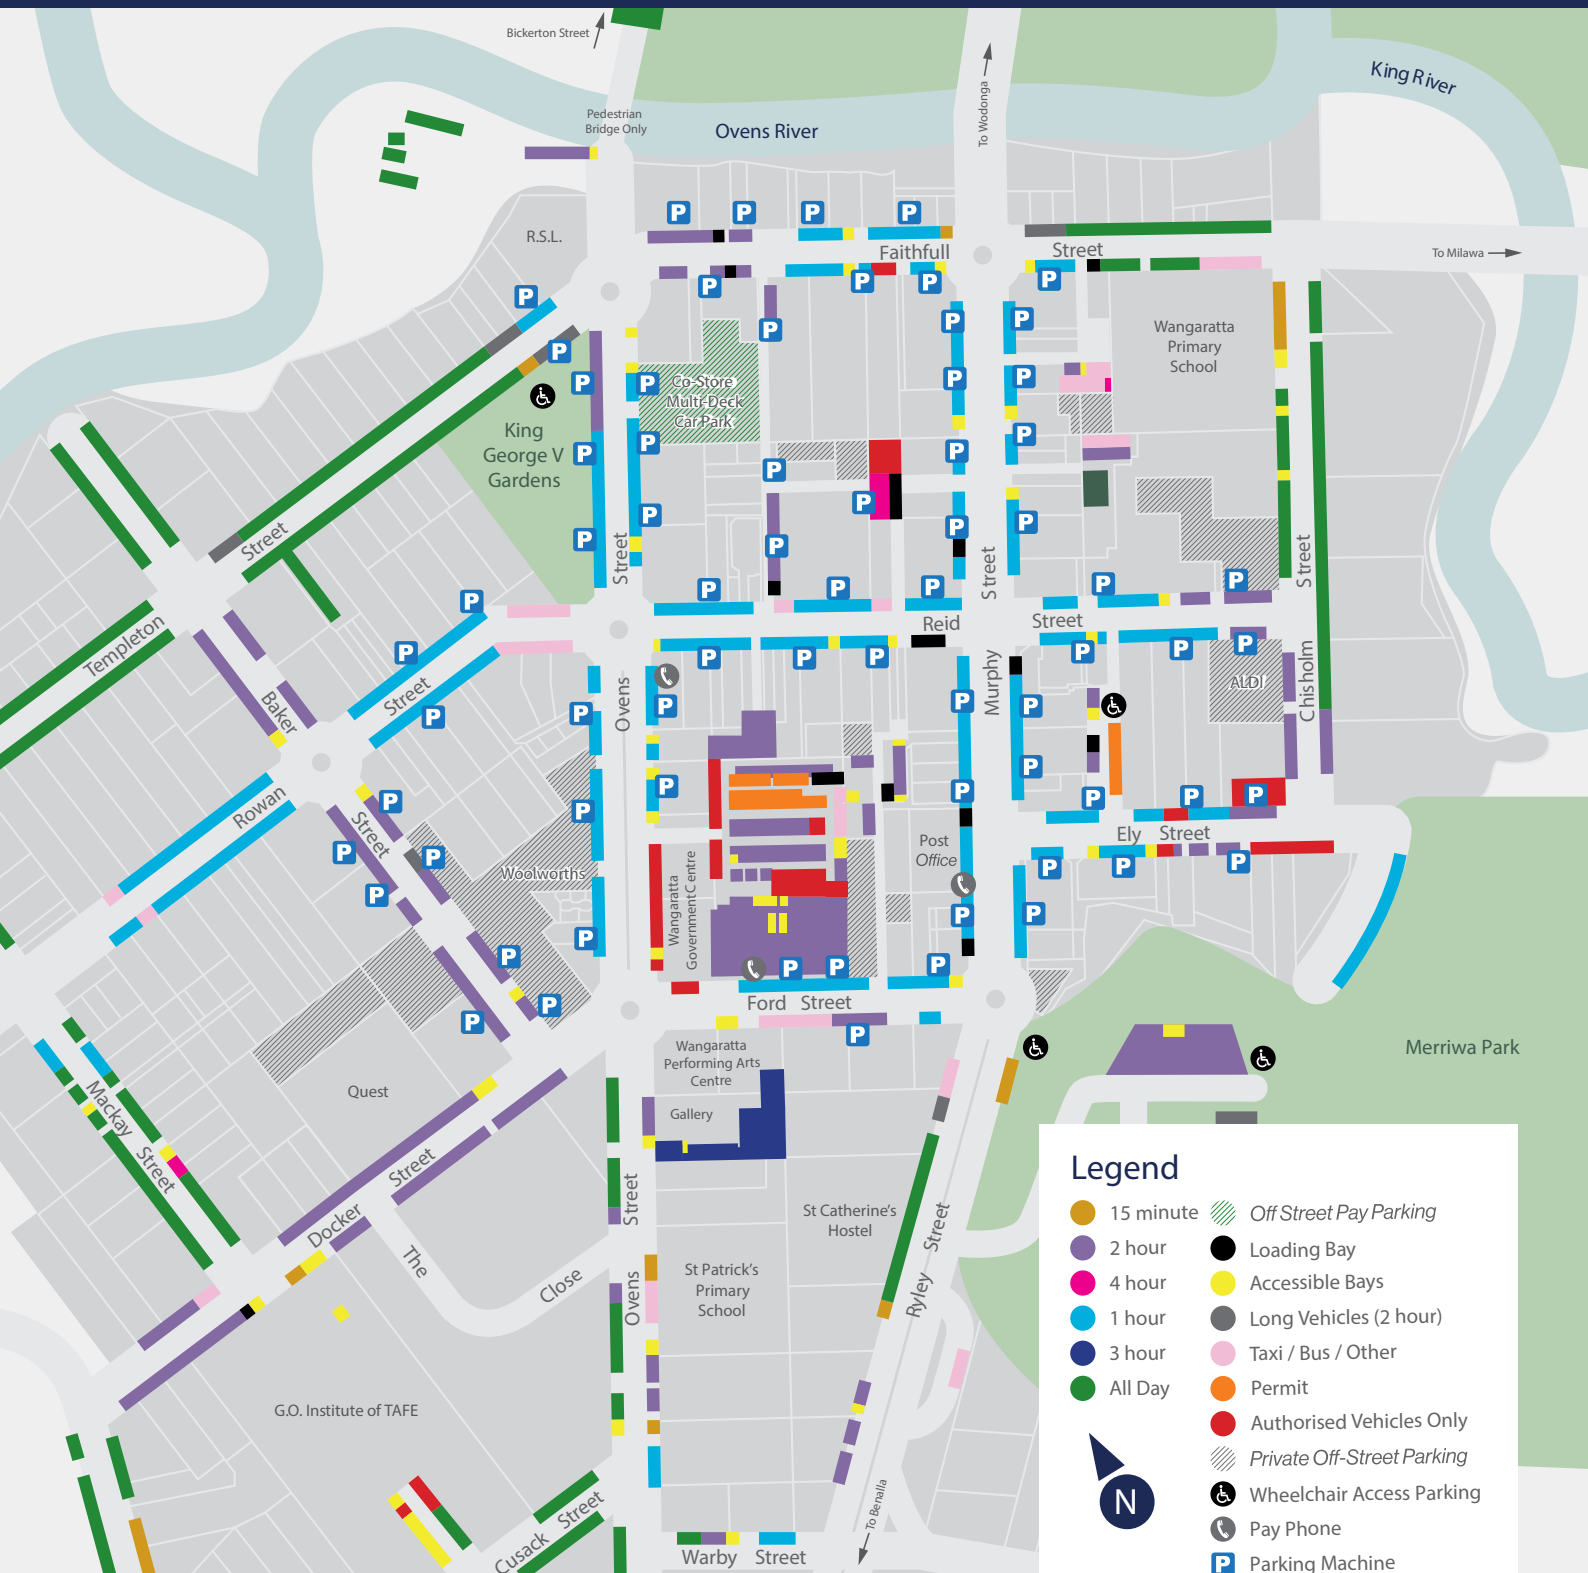 Bickerton Street
King River
To Wodonga
Pedestrian
Bridge Only
Ovens River
R.S.L.
Faithfull
Street
To Milawa
Wangaratta
Primary
School
Co-Store
Multi-Deck
Car Park
King
George V
Gardens
Street
Street
Street
Street
Templeton
Reid
Street
Baker
Street
Ovens
Murphy
ALDI
Chisholm
Rowan
Street
Woolworths
Wangaratta
Government Centre
Post
Office
Ely Street
Ford Street
Wangaratta
Performing Arts
Centre
Gallery
Quest
Mackay
Street
Merriwa Park
Docker
Street
The
Close
Street
Ovens
St Catherine's
Hostel
Ryley
Street
St Patrick's
Primary
School
G.O. Institute of TAFE
Cusack Street
Warby Street
To Benalla
Legend
15 minute
2 hour
4 hour
1 hour
3 hour
All Day
Off Street Pay Parking
Loading Bay
Accessible Bays
Long Vehicles (2 hour)
Taxi / Bus / Other
Permit
Authorised Vehicles Only
Private Off-Street Parking
Wheelchair Access Parking
Pay Phone
P Parking Machine
N